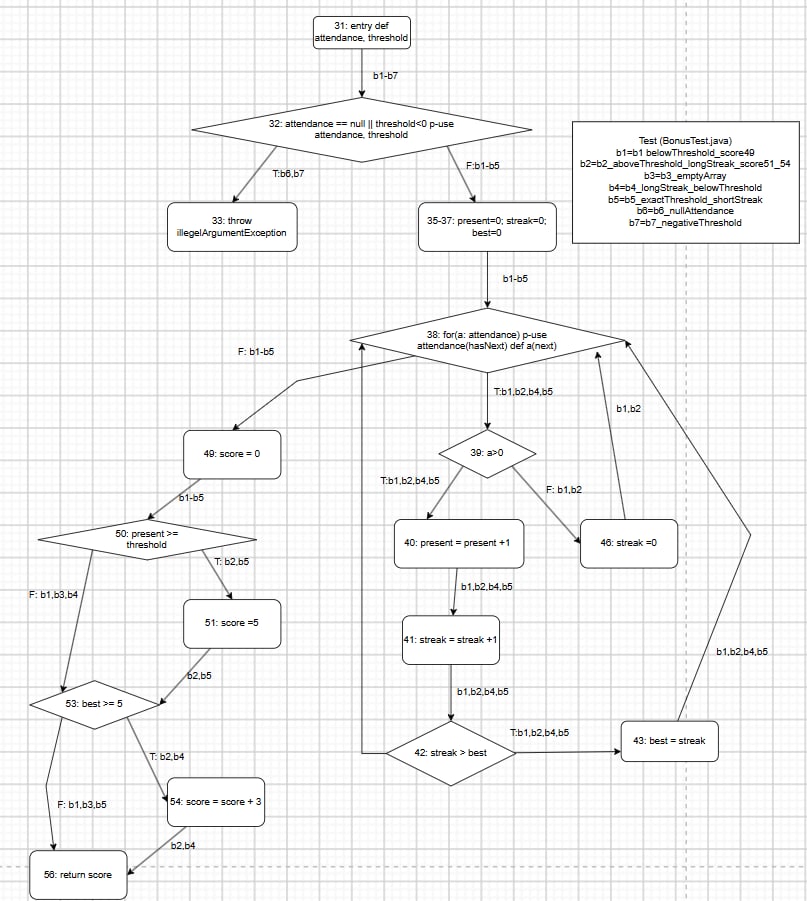 31: entry def
attendance, threshold
b1-b7
32: attendance == null || threshold<0 p-use
attendance, threshold
T:b6,b7
F:b1-b5
33: throw
illegelArgumentException
35-37: present=0; streak=0;
best=0
Test (BonusTest.java)
b1=b1 belowThreshold_score49
b2=b2_aboveThreshold_longStreak_score51_54
b3=b3_emptyArray
b4=b4_longStreak_belowThreshold
b5=b5_exactThreshold_shortStreak
b6=b6_nullAttendance
b7=b7_negativeThreshold
b1-b5
38: for(a: attendance) p-use
attendance(hasNext) def a(next)
F: b1-b5
T:b1,b2,b4,b5
b1,b2
49: score = 0
39: a>0
T:b1,b2,b4,b5
F: b1,b2
b1-b5
50: present >=
threshold
40: present = present +1
46: streak =0
T: b2,b5
b1,b2,b4,b5
F: b1,b3,b4
51: score =5
41: streak = streak +1
b1,b2,b4,b5
b2,b5
b1,b2,b4,b5
53: best >= 5
T:b1,b2,b4,b5
42: streak > best
43: best = streak
T: b2,b4
F: b1,b3,b5
54: score = score + 3
b2,b4
56: return score